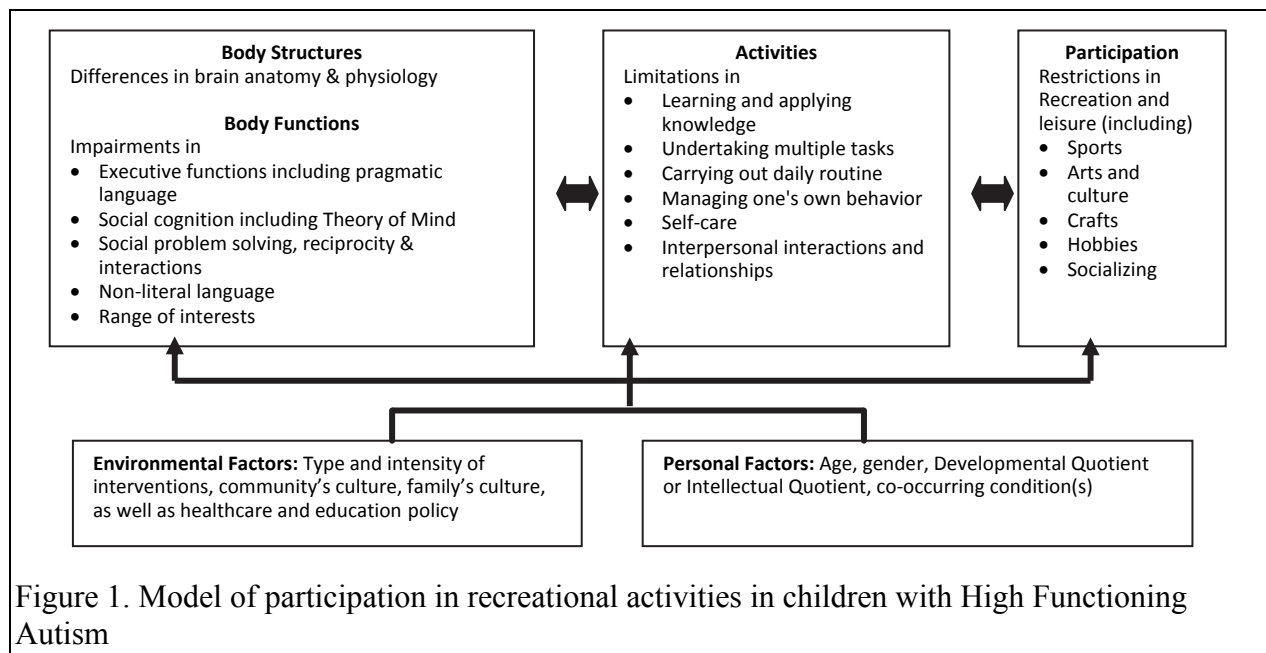 Body Structures
Differences in brain anatomy & physiology
Body Functions
Impairments in
• Executive functions including pragmatic
language
• Social cognition including Theory of Mind
• Social problem solving, reciprocity &
interactions
• Non-literal language
• Range of interests
Activities
Limitations in
• Learning and applying
knowledge
• Undertaking multiple tasks
• Carrying out daily routine
• Managing one's own behavior
• Self-care
• Interpersonal interactions and
relationships
Participation
Restrictions in
Recreation and
leisure (including)
• Sports
• Arts and
culture
• Crafts
• Hobbies
• Socializing
Environmental Factors: Type and intensity of
interventions, community’s culture, family’s culture,
as well as healthcare and education policy
Personal Factors: Age, gender, Developmental Quotient
or Intellectual Quotient, co-occurring condition(s)
Figure 1. Model of participation in recreational activities in children with High Functioning
Autism